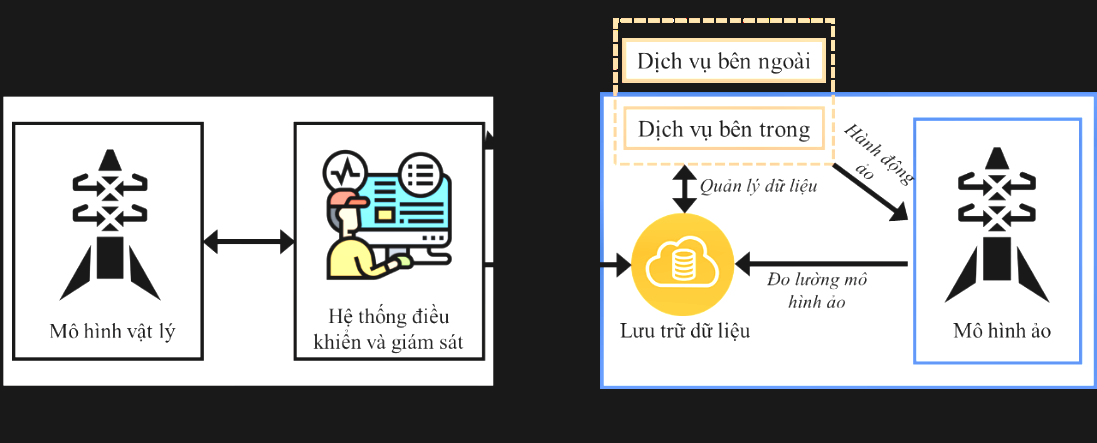 Dịch vụ bên ngoài
Dịch vụ bên trong
Hành động
ảo
Quản lý dữ liệu
Đo lường mô
hình ảo
Mô hình vật lý
Hệ thống điều
khiển và giám sát
Lưu trữ dữ liệu
Mô hình ảo